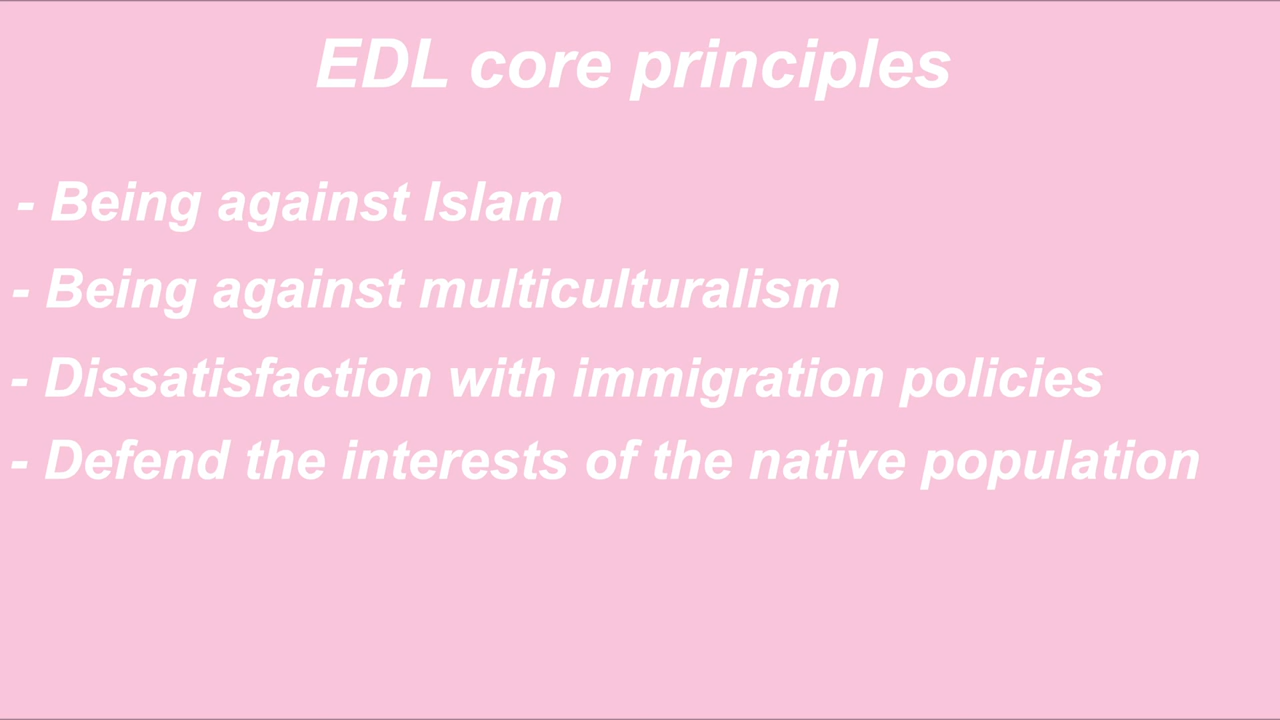 EDL core principles
- Being against Islam
- Being against multiculturalism
- Dissatisfaction with immigration policies
- Defend the interests of the native population